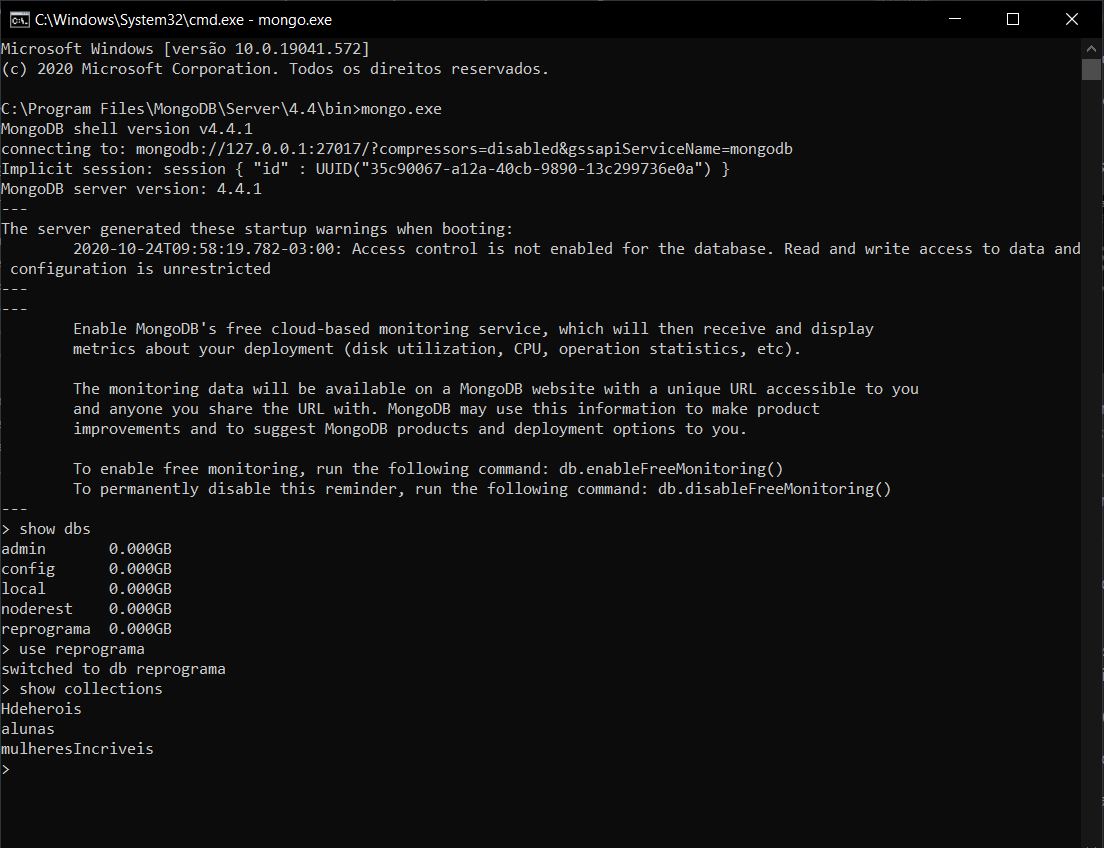 C:\Windows\System32\cmd.exe - mongo.exe
Microsoft Windows [versão 10.0.19041.572]
(c) 2020 Microsoft Corporation. Todos os direitos reservados.
C:\Program Files\MongoDB\Server\4.4\bin>mongo.exe
MongoDB shell version v4.4.1
connecting to: mongodb://127.0.0.1:27017/?compressors=disabled&gssapiServiceName=mongodb
Implicit session: session { "id" : UUID("35c90067-a12a-40cb-9890-13c299736e0a") }
MongoDB server version: 4.4.1
---
The server generated these startup warnings when booting:
        2020-10-24T09:58:19.782-03:00: Access control is not enabled for the database. Read and write access to data and
 configuration is unrestricted
---
---
        Enable MongoDB's free cloud-based monitoring service, which will then receive and display
        metrics about your deployment (disk utilization, CPU, operation statistics, etc).
        The monitoring data will be available on a MongoDB website with a unique URL accessible to you
        and anyone you share the URL with. MongoDB may use this information to make product
        improvements and to suggest MongoDB products and deployment options to you.
        To enable free monitoring, run the following command: db.enableFreeMonitoring()
        To permanently disable this reminder, run the following command: db.disableFreeMonitoring()
---
> show dbs
admin       0.000GB
config      0.000GB
local       0.000GB
noderest    0.000GB
reprograma  0.000GB
> use reprograma
switched to db reprograma
> show collections
Hdeherois
alunas
mulheresIncriveis
>